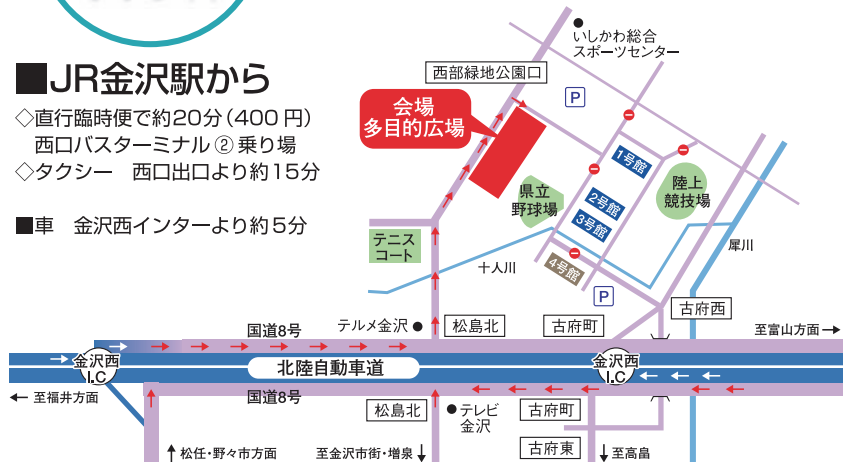 ■JR金沢駅から
◇直行臨時便で約20分（400 円）
西口バスターミナル ② 乗り場
◇タクシー　西口出口より約15分
■車　金沢西インターより約5分
いしかわ総合
スポーツセンター
西部緑地公園口
P
会場
多目的広場
1号館
県立
野球場
2号館
3号館
陸上
競技場
テニス
コート
十人川
4号館
犀川
P
古府西
テルメ金沢
松島北
古府町
国道8号
至富山方面
金沢西
I.C
北陸自動車道
金沢西
I.C
至福井方面
国道8号
松島北
テレビ
金沢
古府町
松任・野々市方面
至金沢市街・増泉
古府東
至高畠